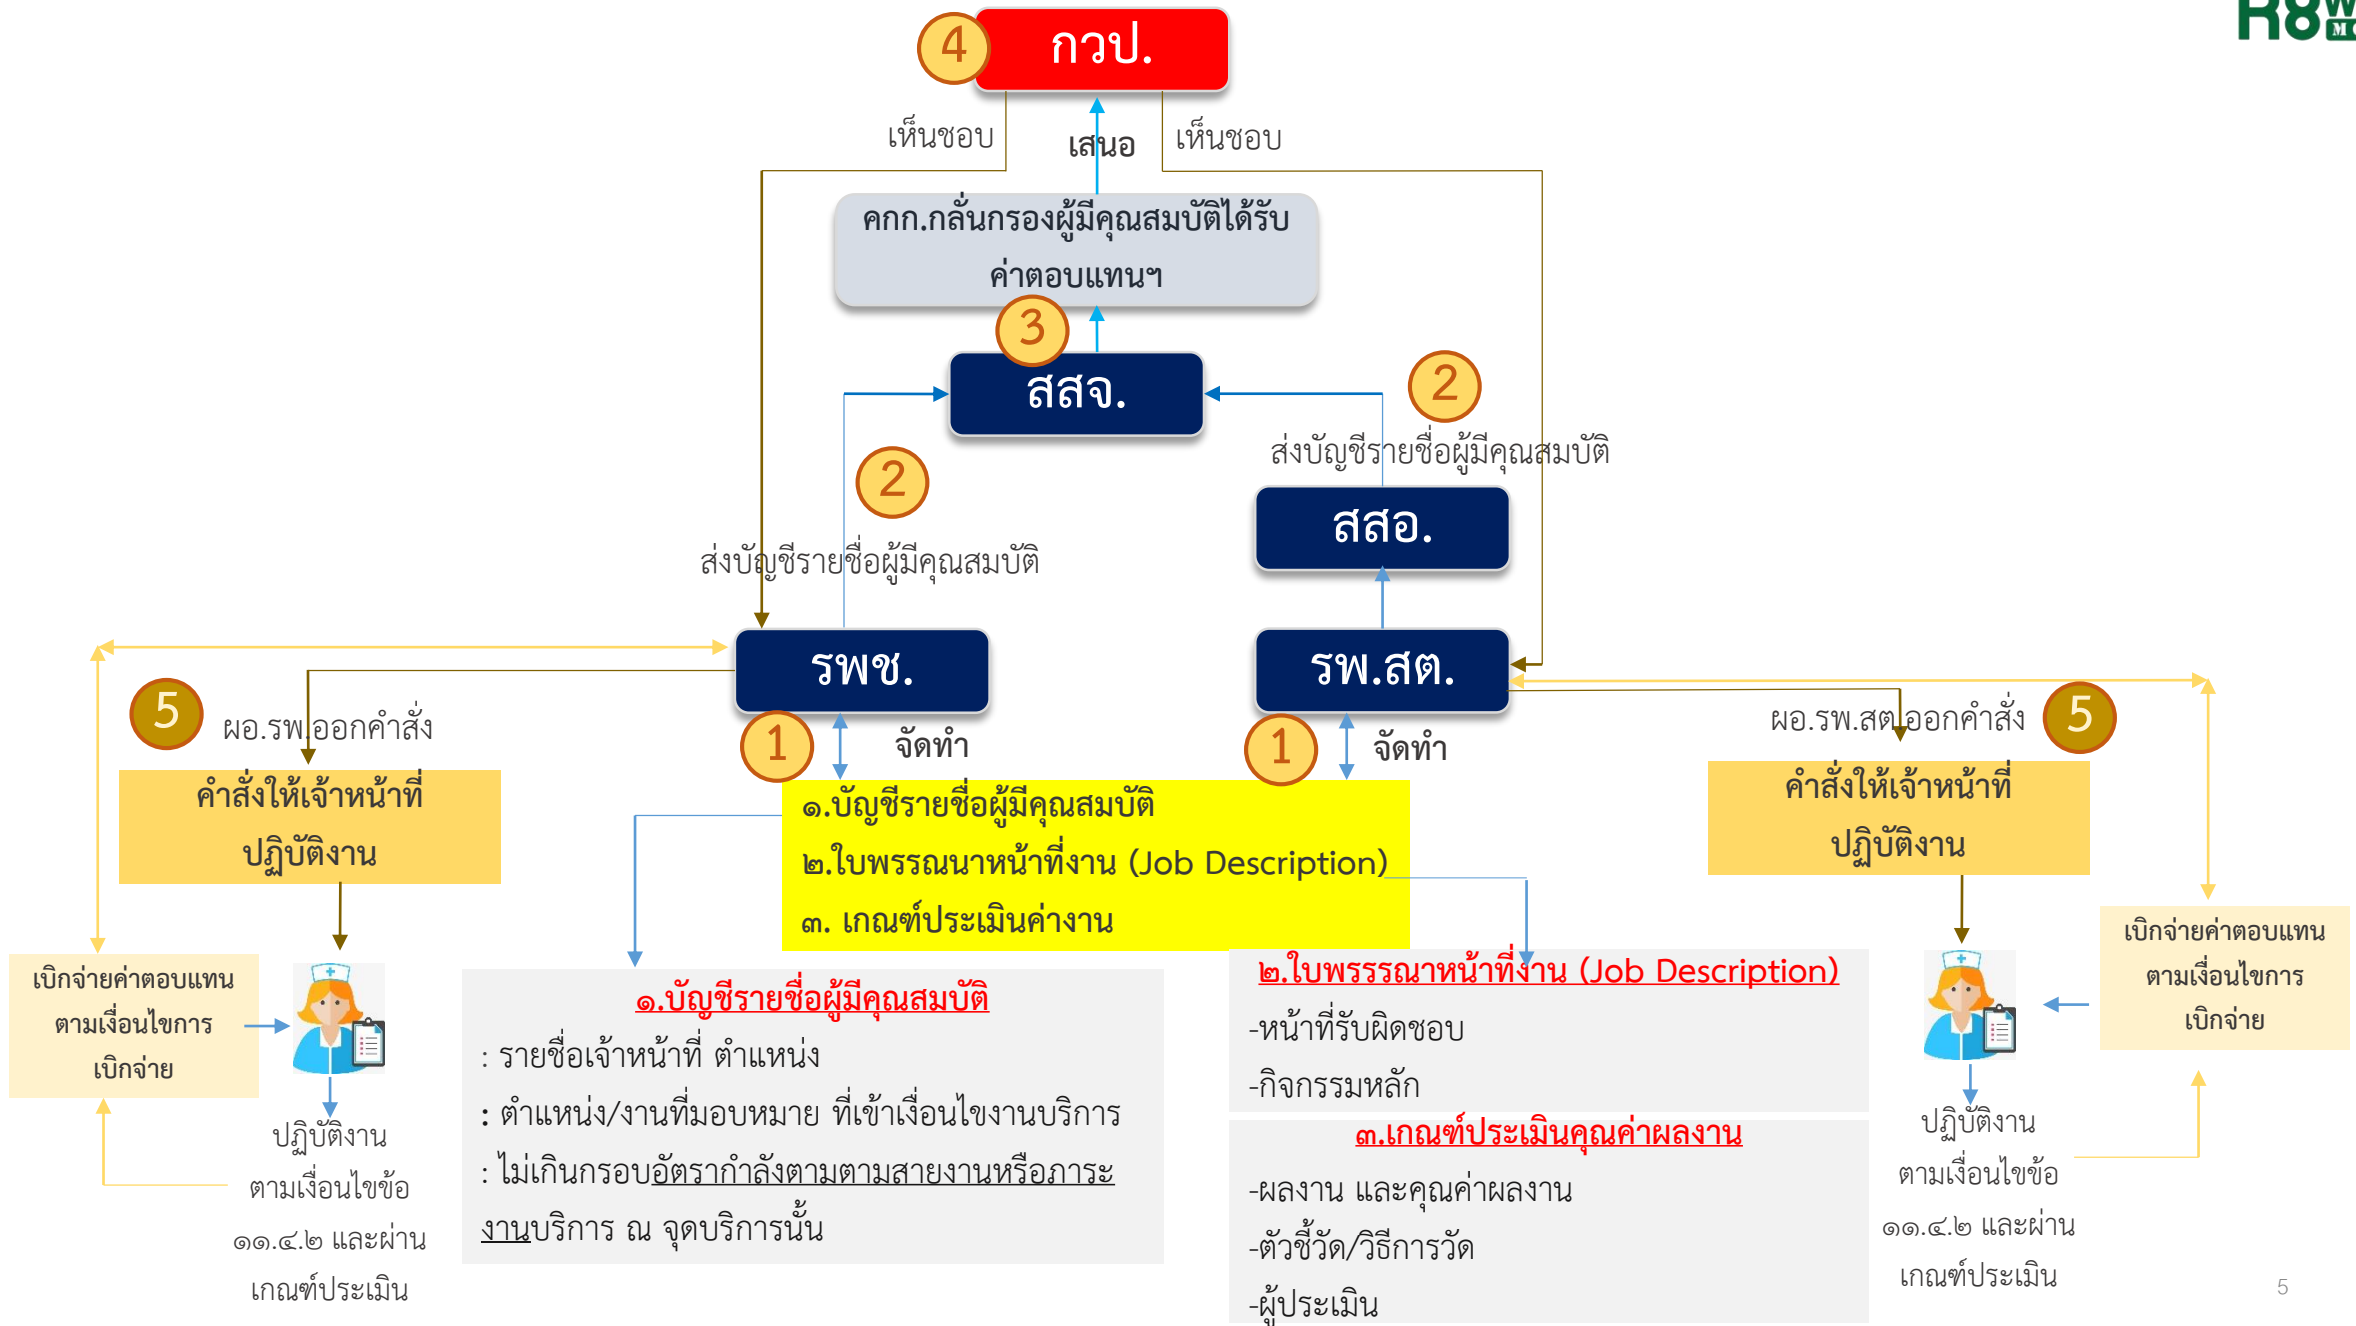 R8
4
กวป.
เห็นชอบ
เสนอ
เห็นชอบ
คกก.กลั่นกรองผู้มีคุณสมบัติได้รับ
ค่าตอบแทนฯ
3
สสจ.
2
ส่งบัญชีรายชื่อผู้มีคุณสมบัติ
2
ส่งบัญชีรายชื่อผู้มีคุณสมบัติ
สสอ.
รพช.
รพ.สต.
5
ผอ.รพ.ออกคำสั่ง
1
จัดทำ
1
จัดทำ
ผอ.รพ.สต.ออกคำสั่ง
5
คำสั่งให้เจ้าหน้าที่
ปฏิบัติงาน
๑.บัญชีรายชื่อผู้มีคุณสมบัติ
๒.ใบพรรณนาหน้าที่งาน (Job Description)
๓. เกณฑ์ประเมินค่างาน
คำสั่งให้เจ้าหน้าที่
ปฏิบัติงาน
เบิกจ่ายค่าตอบแทน
ตามเงื่อนไขการ
เบิกจ่าย
ปฏิบัติงาน
ตามเงื่อนไขข้อ
๑๑.๔.๒ และผ่าน
เกณฑ์ประเมิน
๑.บัญชีรายชื่อผู้มีคุณสมบัติ
: รายชื่อเจ้าหน้าที่ ตำแหน่ง
: ตำแหน่ง/งานที่มอบหมาย ที่เข้าเงื่อนไขงานบริการ
: ไม่เกินกรอบอัตรากำลังตามตามสายงานหรือภาระ
งานบริการ ณ จุดบริการนั้น
๒.ใบพรรรณาหน้าที่งาน (Job Description)
-หน้าที่รับผิดชอบ
-กิจกรรมหลัก
๓.เกณฑ์ประเมินคุณค่าผลงาน
-ผลงาน และคุณค่าผลงาน
-ตัวชี้วัด/วิธีการวัด
-ผู้ประเมิน
เบิกจ่ายค่าตอบแทน
ตามเงื่อนไขการ
เบิกจ่าย
ปฏิบัติงาน
ตามเงื่อนไขข้อ
๑๑.๔.๒ และผ่าน
เกณฑ์ประเมิน
5